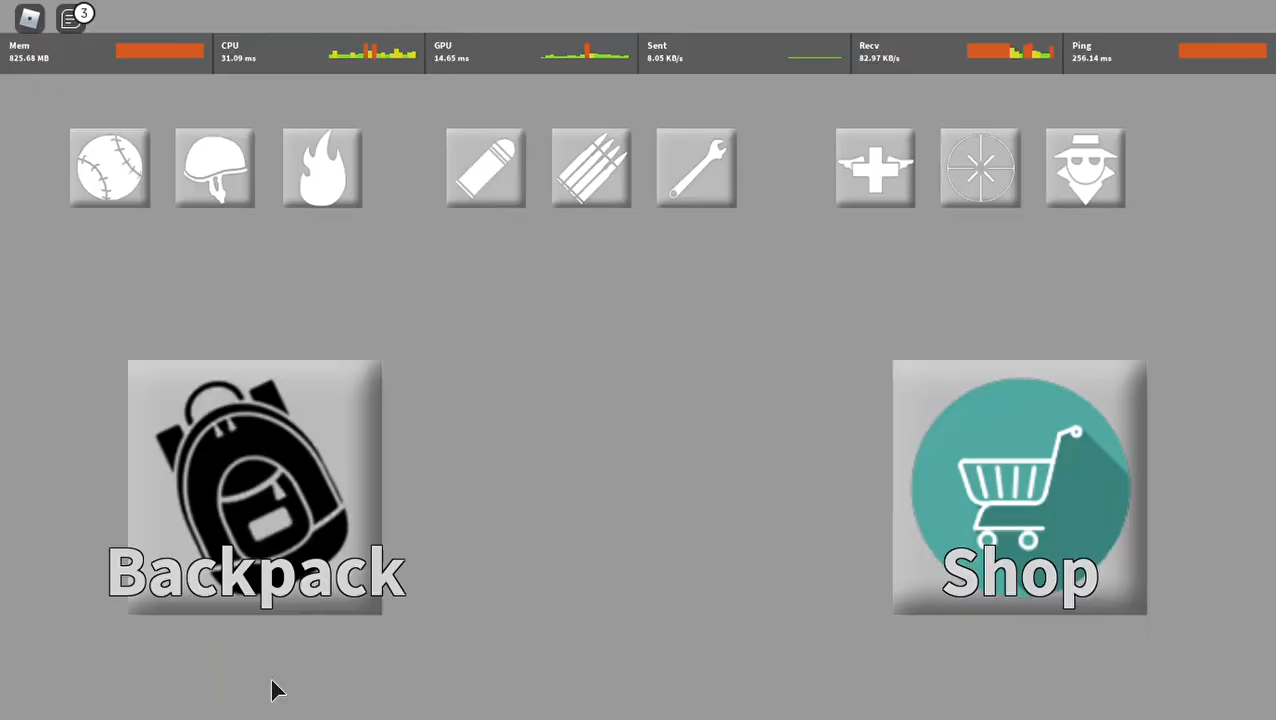 3
Mem
825.68 MB
CPU
31.09 ms
GPU
14.65 ms
Sent
8.05 KB/s
Recv
82.97 KB/s
Ping
256.14 ms
Backpack
Shop